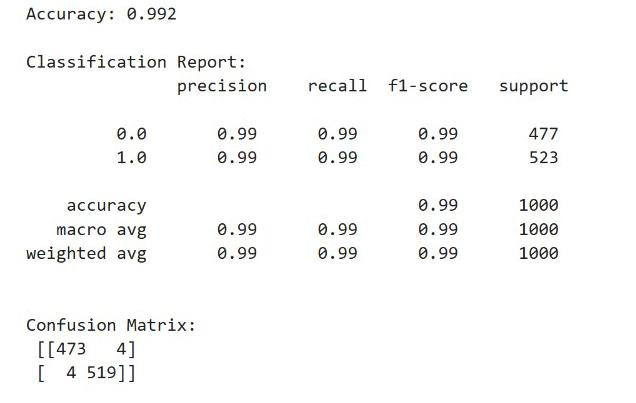 Accuracy: 0.992
Classification Report:
precision recall f1-score support
0.0 0.99 0.99 0.99 477
1.0 0.99 0.99 0.99 523
accuracy 0.99 1000
macro avg 0.99 0.99 0.99 1000
weighted avg 0.99 0.99 0.99 1000
Confusion Matrix:
[[473 4]
[ 4 519]]